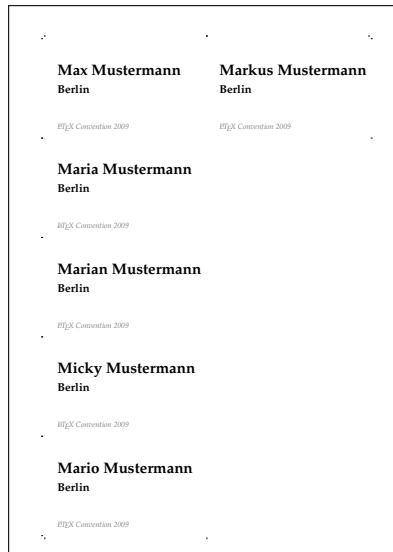 Max Mustermann
Berlin
LATEX Convention 2009
Markus Mustermann
Berlin
LATEX Convention 2009
Maria Mustermann
Berlin
LATEX Convention 2009
Marian Mustermann
Berlin
LATEX Convention 2009
Micky Mustermann
Berlin
LATEX Convention 2009
Mario Mustermann
Berlin
LATEX Convention 2009